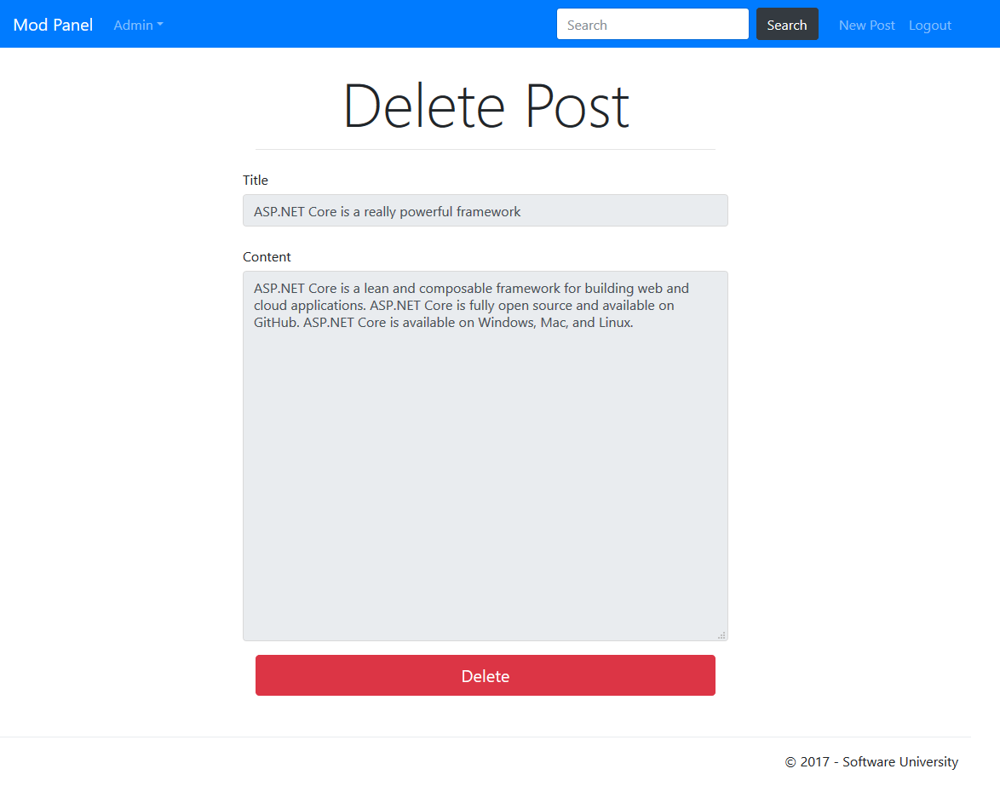 Mod Panel Admin Search Search New Post Logout
Delete Post
Title
ASP.NET Core is a really powerful framework
Content
ASP.NET Core is a lean and composable framework for building web and
cloud applications. ASP.NET Core is fully open source and available on
GitHub. ASP.NET Core is available on Windows, Mac, and Linux.
Delete
© 2017 - Software University